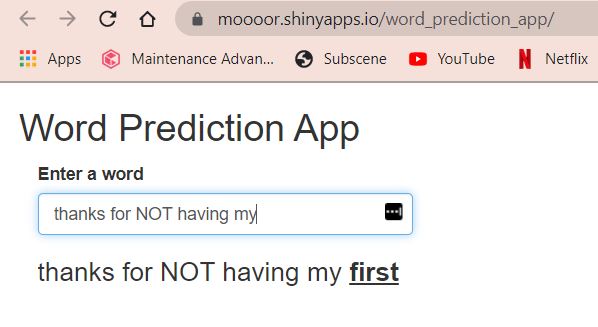 moooor.shinyapps.io/word_prediction_app/
Apps Maintenance Advan... Subscene YouTube Netflix
Word Prediction App
Enter a word
thanks for NOT having my
thanks for NOT having my first